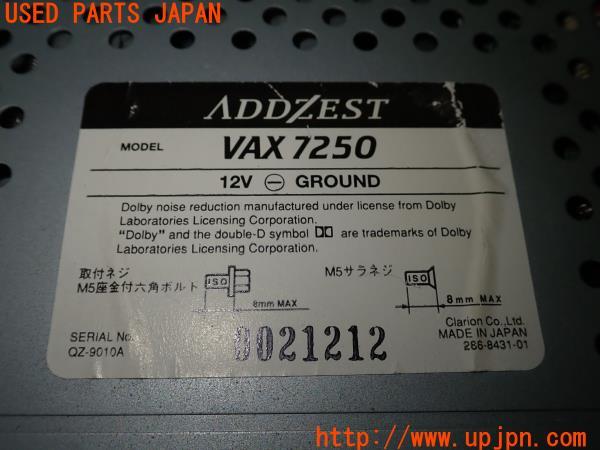 USED PARTS JAPAN
ADDZEST
MODEL VAX 7250
12V ⊖ GROUND
Dolby noise reduction manufactured under license from Dolby
Laboratories Licensing Corporation.
"Dolby" and the double-D symbol are trademarks of Dolby
Laboratories Licensing Corporation.
取付ネジ
M5座金付六角ボルト
ISO
8mm MAX
M5サラネジ
ISO
8mm MAX
SERIAL No.
QZ-9010A
0021212
Clarion Co., Ltd.
MADE IN JAPAN
266-8431-01
UPJ
http://www.upjpn.com/